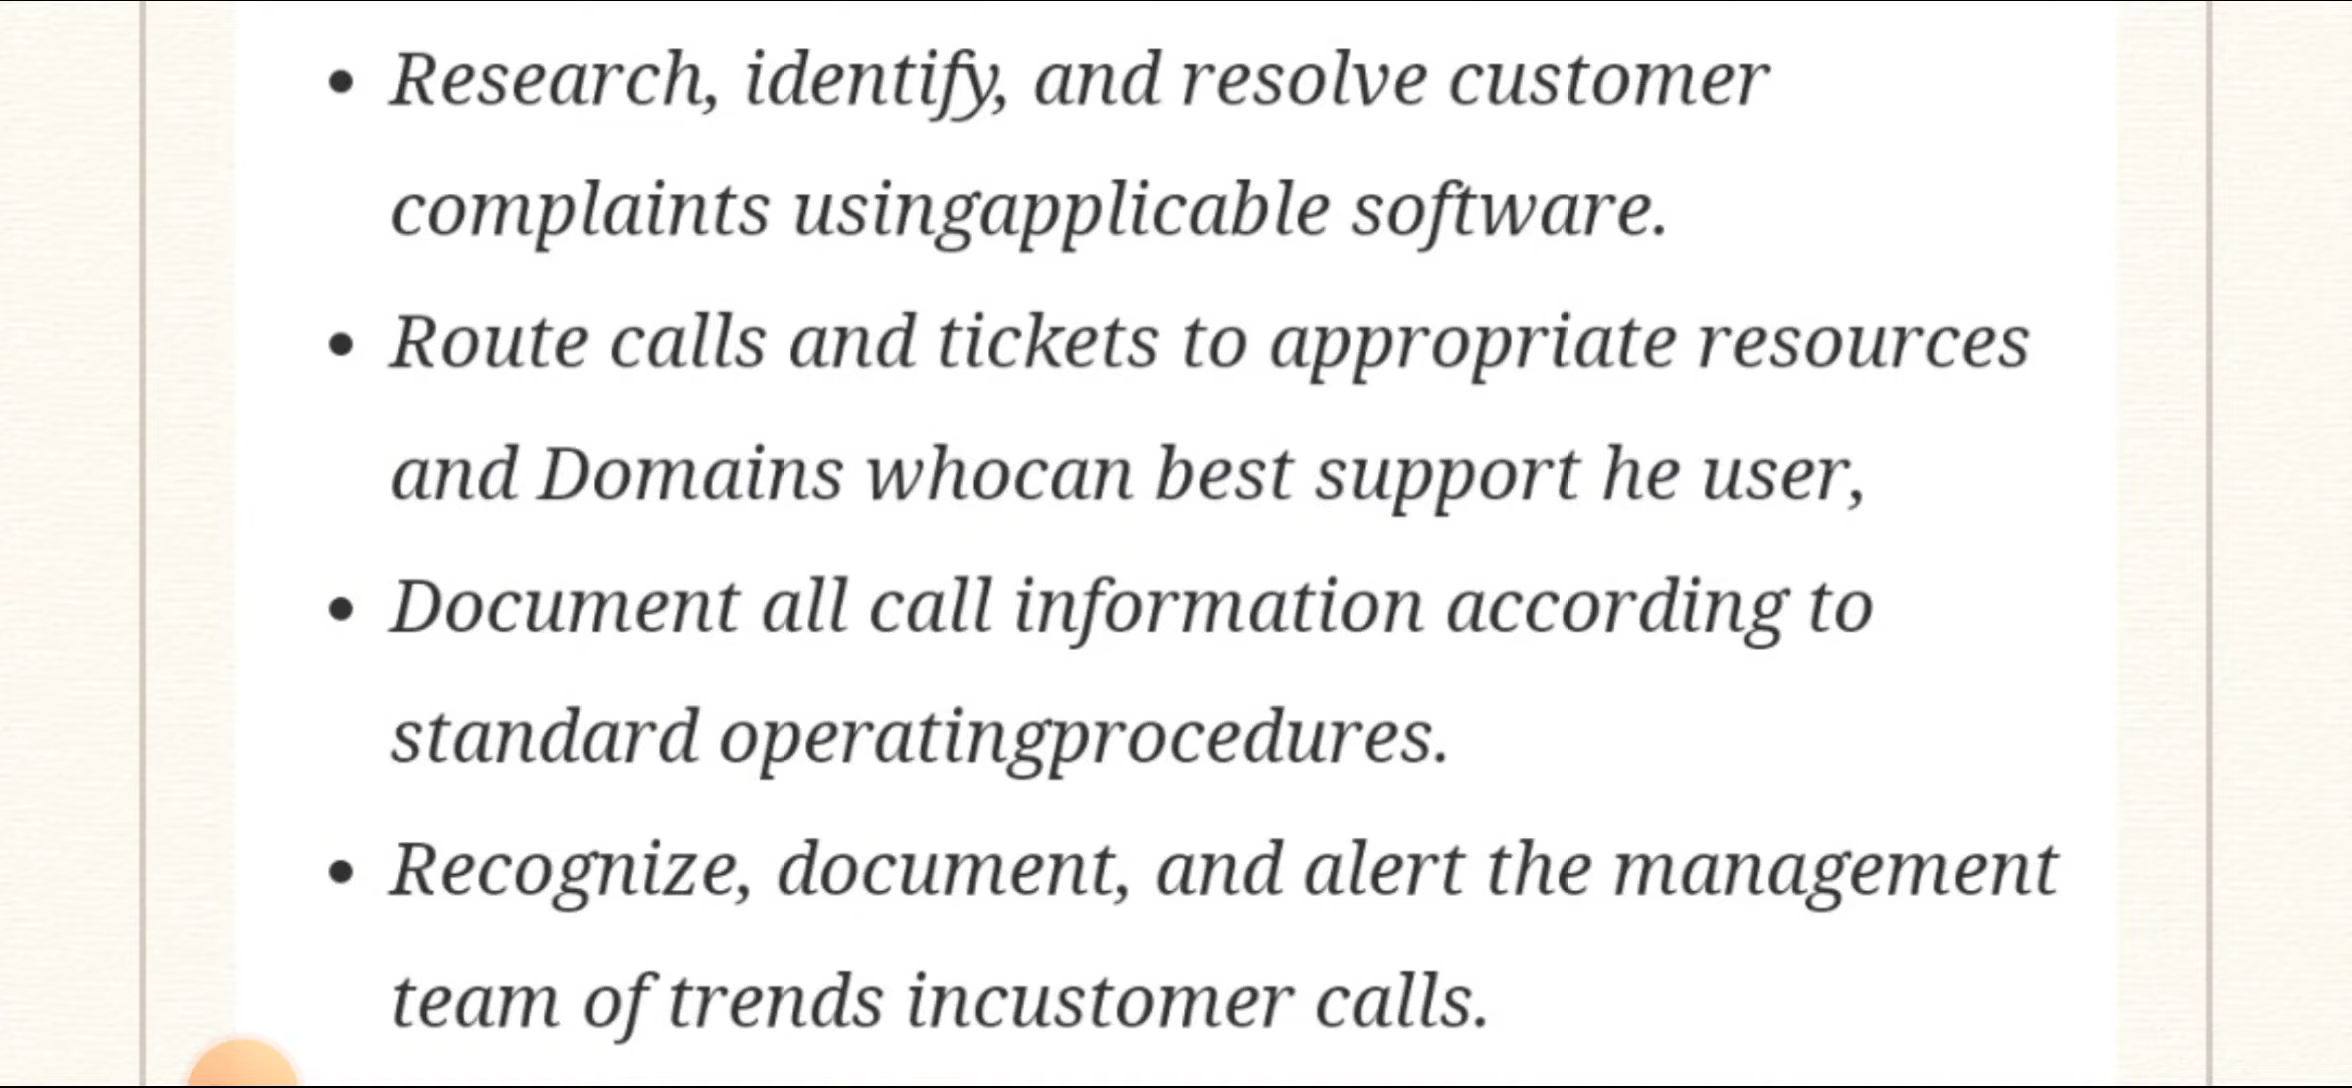 • Research, identify, and resolve customer
complaints usingapplicable software.
• Route calls and tickets to appropriate resources
and Domains whocan best support he user,
• Document all call information according to
standard operatingprocedures.
• Recognize, document, and alert the management
team of trends incustomer calls.